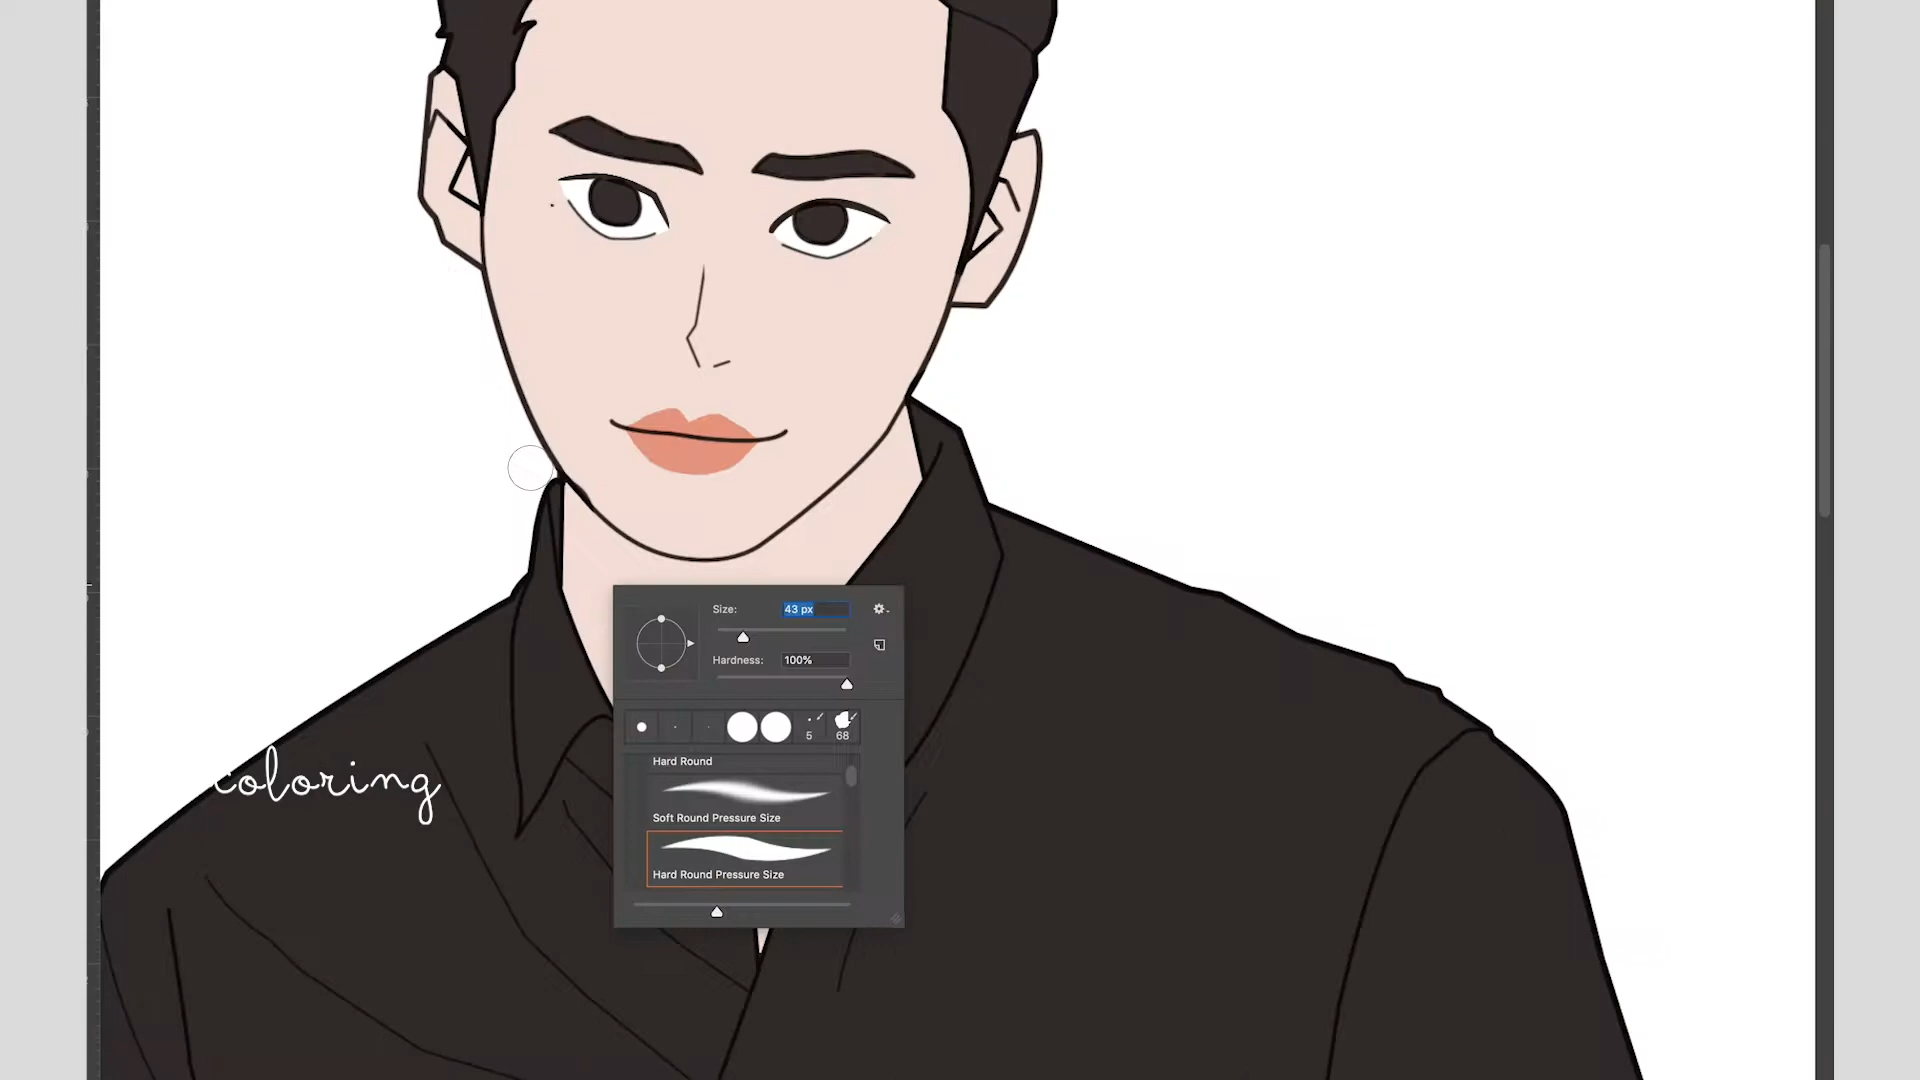 Size: 43 px
Hardness: 100%
5 68
Hard Round
Soft Round Pressure Size
Hard Round Pressure Size
coloring